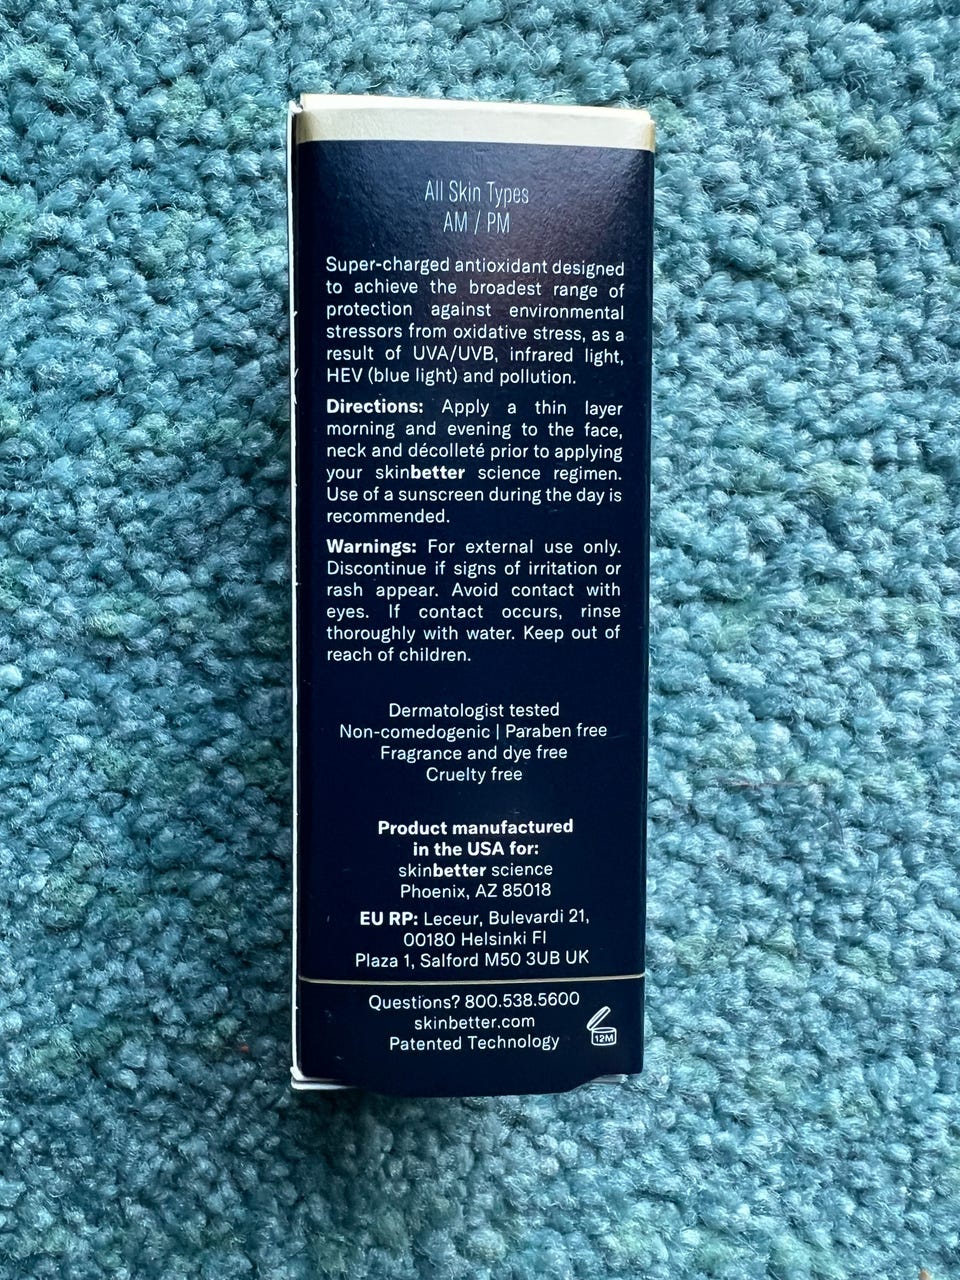 All Skin Types
AM / PM
Super-charged antioxidant designed
to achieve the broadest range of
protection against environmental
stressors from oxidative stress, as a
result of UVA/UVB, infrared light,
HEV (blue light) and pollution.
Directions: Apply a thin layer
morning and evening to the face,
neck and décolleté prior to applying
your skinbetter science regimen.
Use of a sunscreen during the day is
recommended.
Warnings: For external use only.
Discontinue if signs of irritation or
rash appear. Avoid contact with
eyes. If contact occurs, rinse
thoroughly with water. Keep out of
reach of children.
Dermatologist tested
Non-comedogenic | Paraben free
Fragrance and dye free
Cruelty free
Product manufactured
in the USA for:
skinbetter science
Phoenix, AZ 85018
EU RP: Leceur, Bulevardi 21,
00180 Helsinki FI
Plaza 1, Salford M50 3UB UK
Questions? 800.538.5600
skinbetter.com
Patented Technology
12M